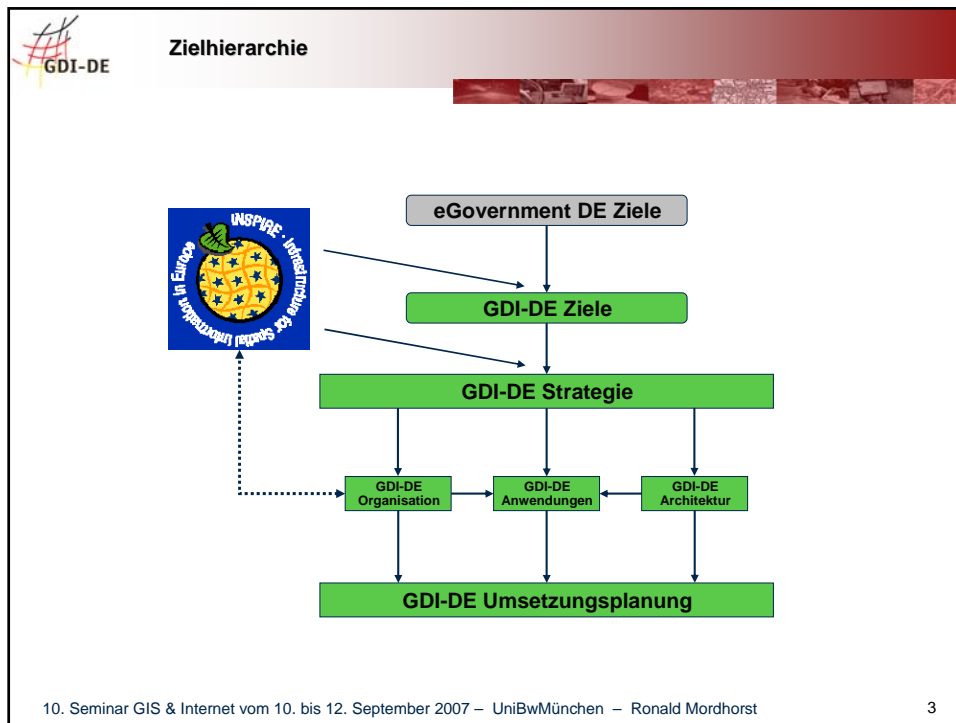 GDI-DE
Zielhierarchie
eGovernment DE Ziele
INSPIRE · Infrastructure for Spatial Information in Europe
GDI-DE Ziele
GDI-DE Strategie
GDI-DE
Organisation
GDI-DE
Anwendungen
GDI-DE
Architektur
GDI-DE Umsetzungsplanung
10. Seminar GIS & Internet vom 10. bis 12. September 2007 – UniBwMünchen – Ronald Mordhorst
3